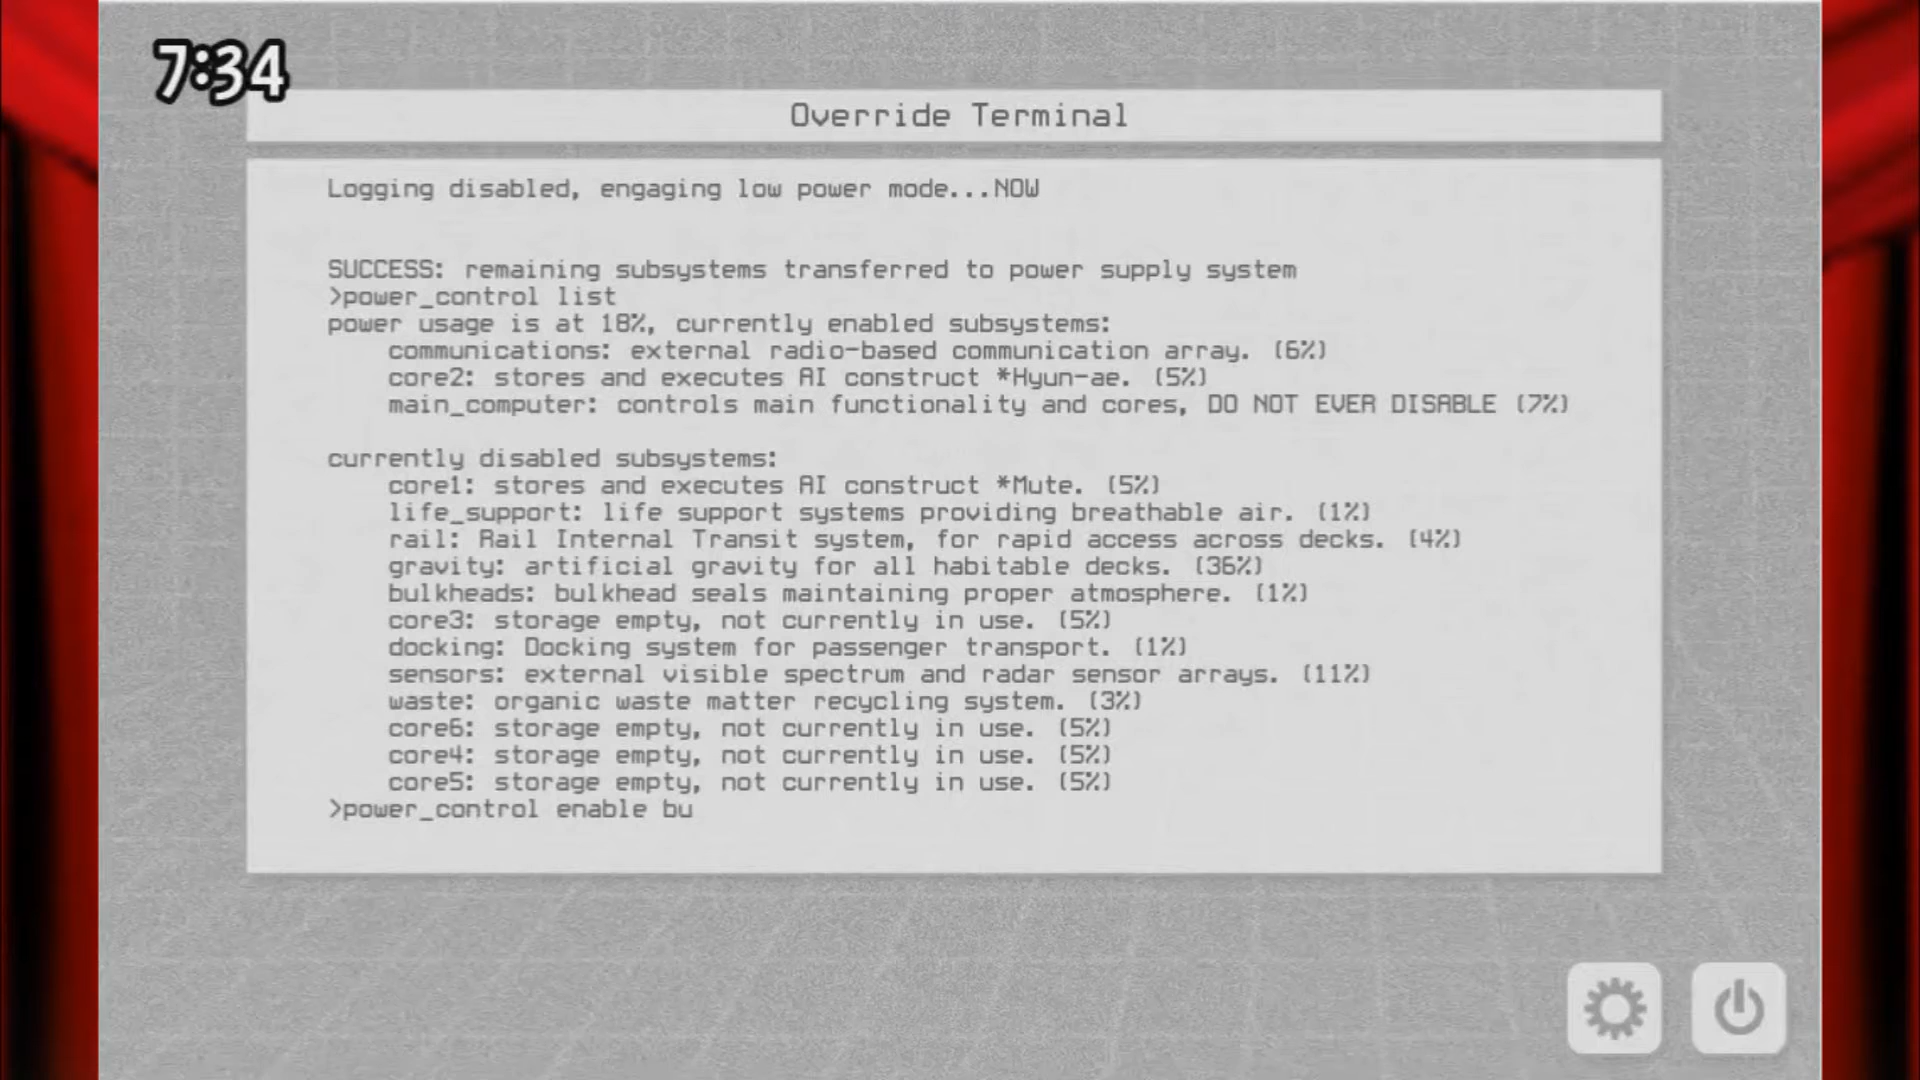 7:34
Override Terminal
Logging disabled, engaging low power mode...NOW
SUCCESS: remaining subsystems transferred to power supply system
>power_control list
power usage is at 18%, currently enabled subsystems:
communications: external radio-based communication array. (6%)
core2: stores and executes AI construct *Hyun-ae. (5%)
main_computer: controls main functionality and cores, DO NOT EVER DISABLE (7%)
currently disabled subsystems:
core1: stores and executes AI construct *Mute. (5%)
life_support: life support systems providing breathable air. (1%)
rail: Rail Internal Transit system, for rapid access across decks. (4%)
gravity: artificial gravity for all habitable decks. (36%)
bulkheads: bulkhead seals maintaining proper atmosphere. (1%)
core3: storage empty, not currently in use. (5%)
docking: Docking system for passenger transport. (1%)
sensors: external visible spectrum and radar sensor arrays. (11%)
waste: organic waste matter recycling system. (3%)
core6: storage empty, not currently in use. (5%)
core4: storage empty, not currently in use. (5%)
core5: storage empty, not currently in use. (5%)
>power_control enable bu